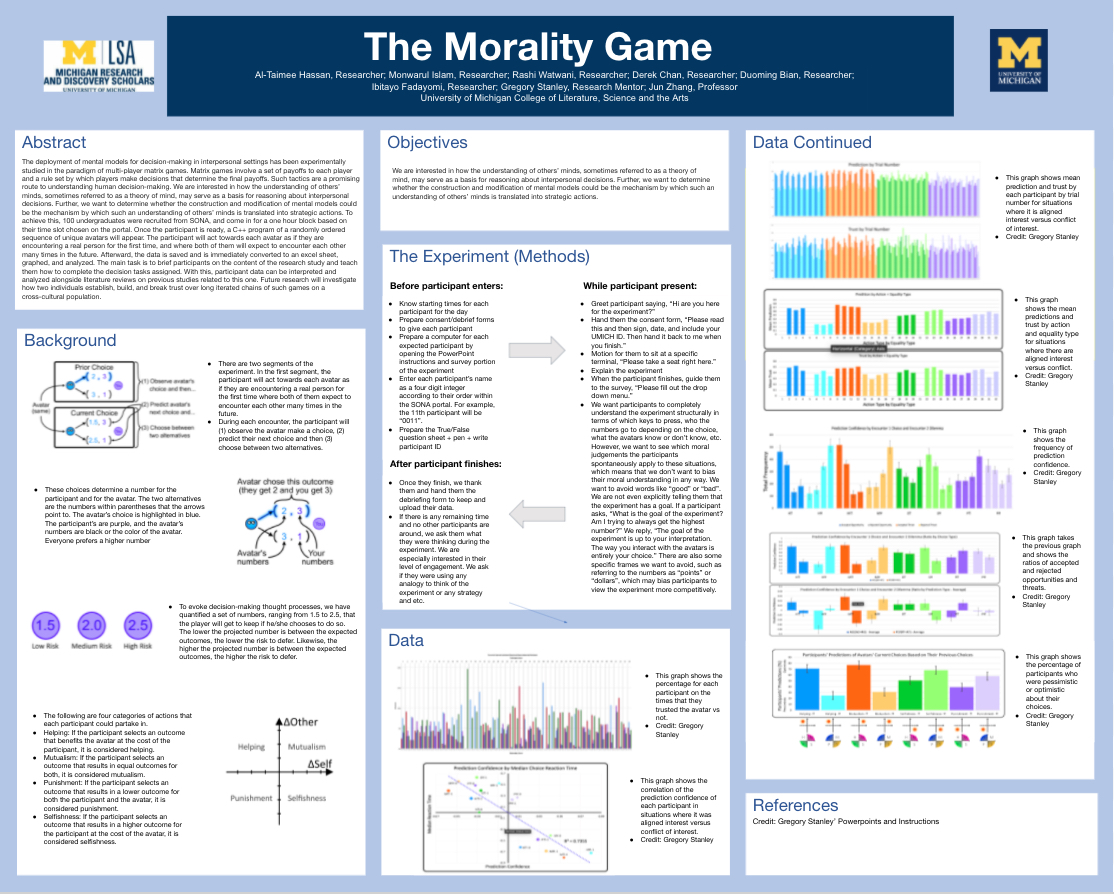 LSA
MICHIGAN RESEARCH
AND DISCOVERY SCHOLARS
UNIVERSITY OF MICHIGAN
The Morality Game
Al-Taimee Hassan, Researcher; Monwarul Islam, Researcher; Rashi Watwani, Researcher; Derek Chan, Researcher; Duoming Bian, Researcher;
Ibitayo Fadayomi, Researcher; Gregory Stanley, Research Mentor; Jun Zhang, Professor
University of Michigan College of Literature, Science and the Arts
M
UNIVERSITY OF
MICHIGAN
Abstract
The deployment of mental models for decision-making in interpersonal settings has been experimentally
studied in the paradigm of multi-player matrix games. Matrix games involve a set of payoffs to each player
and a rule set by which players make decisions that determine the final payoffs. Such tactics are a promising
route to understanding human decision-making. We are interested in how the understanding of others'
minds, sometimes referred to as a theory of mind, may serve as a basis for reasoning about interpersonal
decisions. Further, we want to determine whether the construction and modification of mental models could
be the mechanism by which such an understanding of others' minds is translated into strategic actions. To
achieve this, 100 undergraduates were recruited from SONA, and come in for a one hour block based on
their time slot chosen on the portal. Once the participant is ready, a C++ program of a randomly ordered
sequence of unique avatars will appear. The participant will act towards each avatar as if they are
encountering a real person for the first time, and where both of them will expect to encounter each other
many times in the future. Afterward, the data is saved and is immediately converted to an excel sheet,
graphed, and analyzed. The main task is to brief participants on the content of the research study and teach
them how to complete the decision tasks assigned. With this, participant data can be interpreted and
analyzed alongside literature reviews on previous studies related to this one. Future research will investigate
how two individuals establish, build, and break trust over long iterated chains of such games on a
cross-cultural population.
Background
Prior Choice
( 2 , 3 )
( 3 , 1 )
Avatar
(same)
Current Choice
(1.5, 3 )
(2.5, 1 )
(1) Observe avatar's
choice and then...
(2) Predict avatar's
next choice and...
(3) Choose between
two alternatives
● There are two segments of the
experiment. In the first segment, the
participant will act towards each avatar as
if they are encountering a real person for
the first time where both of them expect to
encounter each other many times in the
future.
● During each encounter, the participant will
(1) observe the avatar make a choice, (2)
predict their next choice and then (3)
choose between two alternatives.
● These choices determine a number for the
participant and for the avatar. The two alternatives
are the numbers within parentheses that the arrows
point to. The avatar's choice is highlighted in blue.
The participant's are purple, and the avatar's
numbers are black or the color of the avatar.
Everyone prefers a higher number
Avatar chose this outcome
(they get 2 and you get 3)
( 2 , 3 )
( 3 , 1 )
Avatar's
numbers
Your
numbers
1.5
2.0
2.5
Low Risk
Medium Risk
High Risk
● To evoke decision-making thought processes, we have
quantified a set of numbers, ranging from 1.5 to 2.5, that
the player will get to keep if he/she chooses to do so.
The lower the projected number is between the expected
outcomes, the lower the risk to defer. Likewise, the
higher the projected number is between the expected
outcomes, the higher the risk to defer.
● The following are four categories of actions that
each participant could partake in.
● Helping: If the participant selects an outcome
that benefits the avatar at the cost of the
participant, it is considered helping.
● Mutualism: If the participant selects an
outcome that results in equal outcomes for
both, it is considered mutualism.
● Punishment: If the participant selects an
outcome that results in a lower outcome for
both the participant and the avatar, it is
considered punishment.
● Selfishness: If the participant selects an
outcome that results in a higher outcome for
the participant at the cost of the avatar, it is
considered selfishness.
ΔOther
Helping
Mutualism
ΔSelf
Punishment
Selfishness
Objectives
We are interested in how the understanding of others' minds, sometimes referred to as a theory of
mind, may serve as a basis for reasoning about interpersonal decisions. Further, we want to determine
whether the construction and modification of mental models could be the mechanism by which such an
understanding of others' minds is translated into strategic actions.
The Experiment (Methods)
Before participant enters:
● Know starting times for each
participant for the day
● Prepare consent/debrief forms
to give each participant
● Prepare a computer for each
expected participant by
opening the PowerPoint
instructions and survey portion
of the experiment
● Enter each participant's name
as a four digit integer
according to their order within
the SONA portal. For example,
the 11th participant will be
"0011".
● Prepare the True/False
question sheet + pen + write
participant ID
After participant finishes:
● Once they finish, we thank
them and hand them the
debriefing form to keep and
upload their data.
● If there is any remaining time
and no other participants are
around, we ask them what
they were thinking during the
experiment. We are
especially interested in their
level of engagement. We ask
if they were using any
analogy to think of the
experiment or any strategy
and etc.
While participant present:
● Greet participant saying, "Hi are you here
for the experiment?"
● Hand them the consent form, "Please read
this and then sign, date, and include your
UMICH ID. Then hand it back to me when
you finish."
● Motion for them to sit at a specific
terminal, "Please take a seat right here."
● Explain the experiment
● When the participant finishes, guide them
to the survey, "Please fill out the drop
down menu."
● We want participants to completely
understand the experiment structurally in
terms of which keys to press, who the
numbers go to depending on the choice,
what the avatars know or don't know, etc.
However, we want to see which moral
judgements the participants
spontaneously apply to these situations,
which means that we don't want to bias
their moral understanding in any way. We
want to avoid words like "good" or "bad".
We are not even explicitly telling them that
the experiment has a goal. If a participant
asks, "What is the goal of the experiment?
Am I trying to always get the highest
number?" We reply, "The goal of the
experiment is up to your interpretation.
The way you interact with the avatars is
entirely your choice." There are also some
specific frames we want to avoid, such as
referring to the numbers as "points" or
"dollars", which may bias participants to
view the experiment more competitively.
Data
● This graph shows the
percentage for each
participant on the
times that they
trusted the avatar vs
not.
● Credit: Gregory
Stanley
Prediction Confidence by Median Choice Reaction Time
Median Reaction Time
Prediction Confidence
● This graph shows the
correlation of the
prediction confidence of
each participant in
situations where it was
aligned interest versus
conflict of interest.
● Credit: Gregory Stanley
Data Continued
Prediction by Trial Number
Trust by Trial Number
● This graph shows mean
prediction and trust by
each participant by trial
number for situations
where it is aligned
interest versus conflict
of interest.
● Credit: Gregory Stanley
Prediction by Action + Equality Type
Action Type by Equality Type
Trust by Action + Equality Type
Action Type by Equality Type
● This graph
shows the mean
predictions and
trust by action
and equality type
for situations
where there are
aligned interest
versus conflict.
● Credit: Gregory
Stanley
Total Frequency
● This graph
shows the
frequency of
prediction
confidence.
● Credit: Gregory
Stanley
● This graph takes
the previous
graph and shows
the ratios of accepted
and rejected
opportunities and
threats.
● Credit: Gregory
Stanley
Participants' Predictions of Avatars' Current Choices Based on Their Previous Choices
● This graph shows
the percentage of
participants who
were pessimistic
or optimistic
about their
choices.
● Credit: Gregory
Stanley
References
Credit: Gregory Stanley' Powerpoints and Instructions